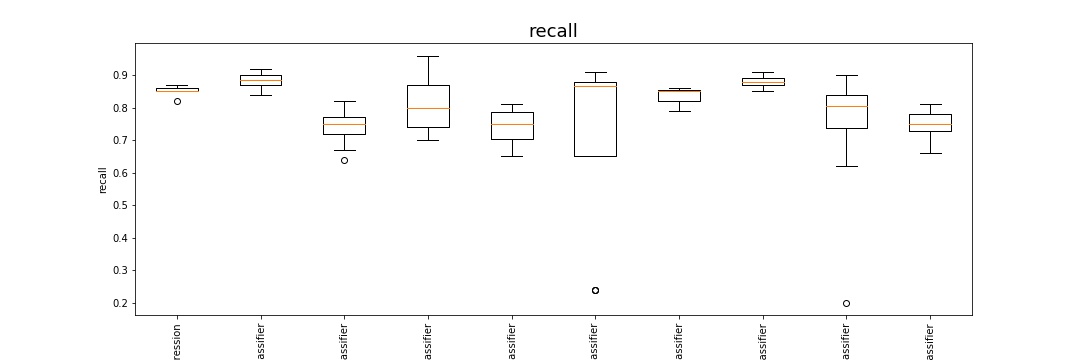 recall
recall
0.9
0.8
0.7
0.6
0.5
0.4
0.3
0.2
ression
assifier
assifier
assifier
assifier
assifier
assifier
assifier
assifier